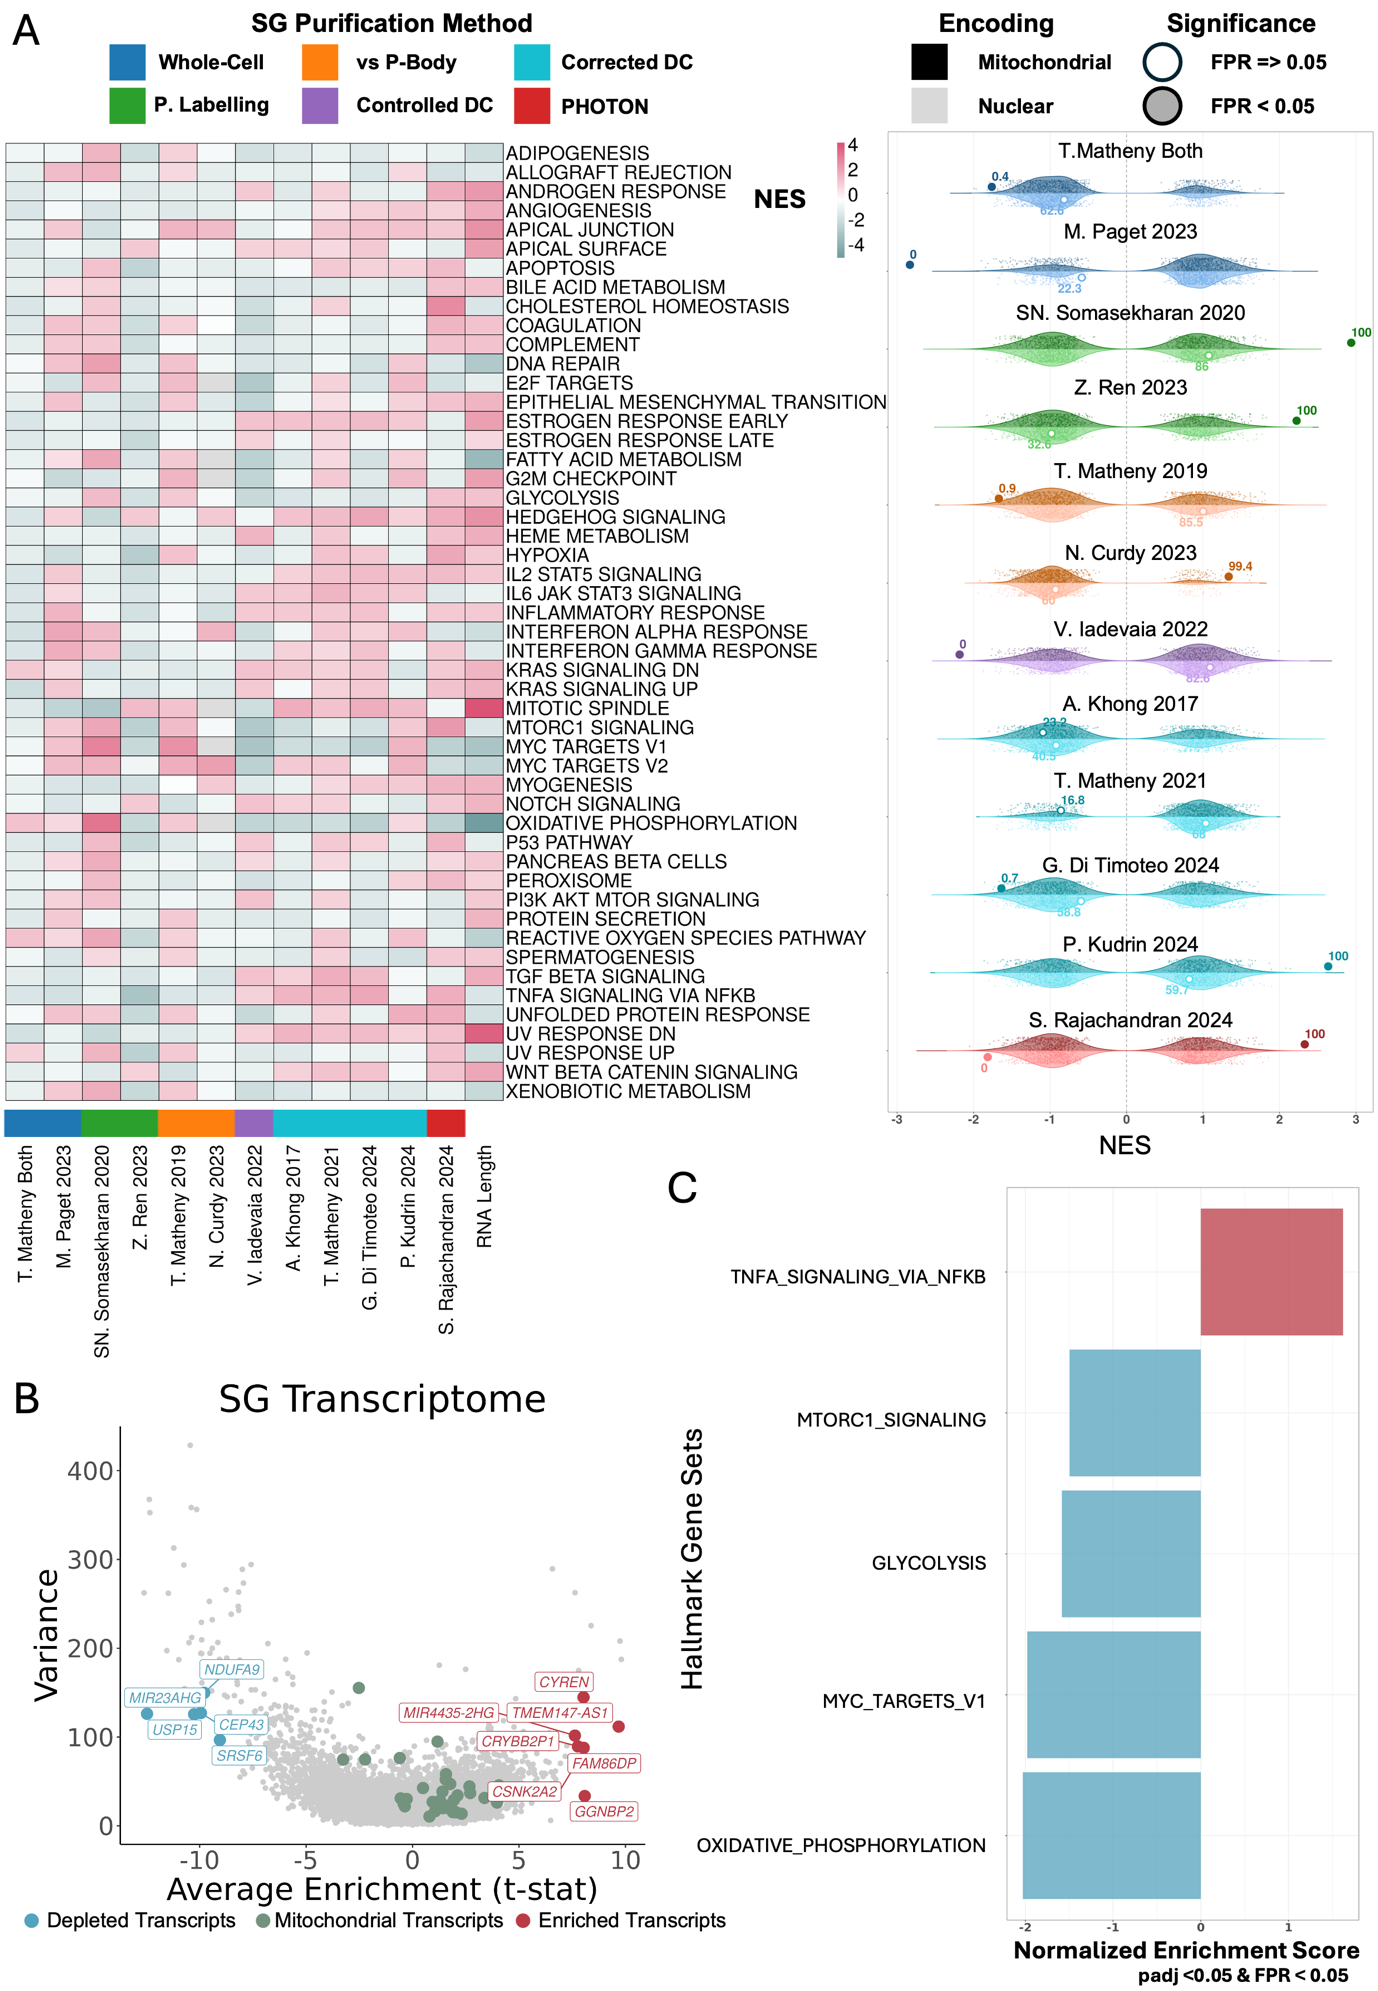 A
SG Purification Method
Whole-Cell
vs P-Body
Corrected DC
P. Labelling
Controlled DC
PHOTON
Encoding
Significance
Mitochondrial
FPR => 0.05
Nuclear
FPR < 0.05
ADIPOGENESIS
ALLOGRAFT REJECTION
ANDROGEN RESPONSE
ANGIOGENESIS
APICAL JUNCTION
APICAL SURFACE
APOPTOSIS
BILE ACID METABOLISM
CHOLESTEROL HOMEOSTASIS
COAGULATION
COMPLEMENT
DNA REPAIR
E2F TARGETS
EPITHELIAL MESENCHYMAL TRANSITION
ESTROGEN RESPONSE EARLY
ESTROGEN RESPONSE LATE
FATTY ACID METABOLISM
G2M CHECKPOINT
GLYCOLYSIS
HEDGEHOG SIGNALING
HEME METABOLISM
HYPOXIA
IL2 STAT5 SIGNALING
IL6 JAK STAT3 SIGNALING
INFLAMMATORY RESPONSE
INTERFERON ALPHA RESPONSE
INTERFERON GAMMA RESPONSE
KRAS SIGNALING DN
KRAS SIGNALING UP
MITOTIC SPINDLE
MTORC1 SIGNALING
MYC TARGETS V1
MYC TARGETS V2
MYOGENESIS
NOTCH SIGNALING
OXIDATIVE PHOSPHORYLATION
P53 PATHWAY
PANCREAS BETA CELLS
PEROXISOME
PI3K AKT MTOR SIGNALING
PROTEIN SECRETION
REACTIVE OXYGEN SPECIES PATHWAY
SPERMATOGENESIS
TGF BETA SIGNALING
TNFA SIGNALING VIA NFKB
UNFOLDED PROTEIN RESPONSE
UV RESPONSE DN
UV RESPONSE UP
WNT BETA CATENIN SIGNALING
XENOBIOTIC METABOLISM
T. Matheny Both
M. Paget 2023
SN. Somasekharan 2020
Z. Ren 2023
T. Matheny 2019
N. Curdy 2023
V. Iadevaia 2022
A. Khong 2017
T. Matheny 2021
G. Di Timoteo 2024
P. Kudrin 2024
S. Rajachandran 2024
RNA Length
NES
4
2
0
-2
-4
T.Matheny Both
0.4
62.6
M. Paget 2023
0
22.3
SN. Somasekharan 2020
100
86
Z. Ren 2023
100
32.6
T. Matheny 2019
0.9
85.5
N. Curdy 2023
99.4
60
V. Iadevaia 2022
0
82.6
A. Khong 2017
23.2
40.5
T. Matheny 2021
16.8
68
G. Di Timoteo 2024
0.7
58.8
P. Kudrin 2024
100
59.7
S. Rajachandran 2024
100
0
-3 -2 -1 0 1 2 3
NES
B
SG Transcriptome
Variance
400
300
200
100
0
NDUFA9
MIR23AHG
USP15
CEP43
SRSF6
CYREN
MIR4435-2HG
TMEM147-AS1
CRYBB2P1
FAM86DP
CSNK2A2
GGNBP2
-10 -5 0 5 10
Average Enrichment (t-stat)
Depleted Transcripts
Mitochondrial Transcripts
Enriched Transcripts
C
Hallmark Gene Sets
TNFA_SIGNALING_VIA_NFKB
MTORC1_SIGNALING
GLYCOLYSIS
MYC_TARGETS_V1
OXIDATIVE_PHOSPHORYLATION
-2 -1 0 1
Normalized Enrichment Score
padj <0.05 & FPR < 0.05